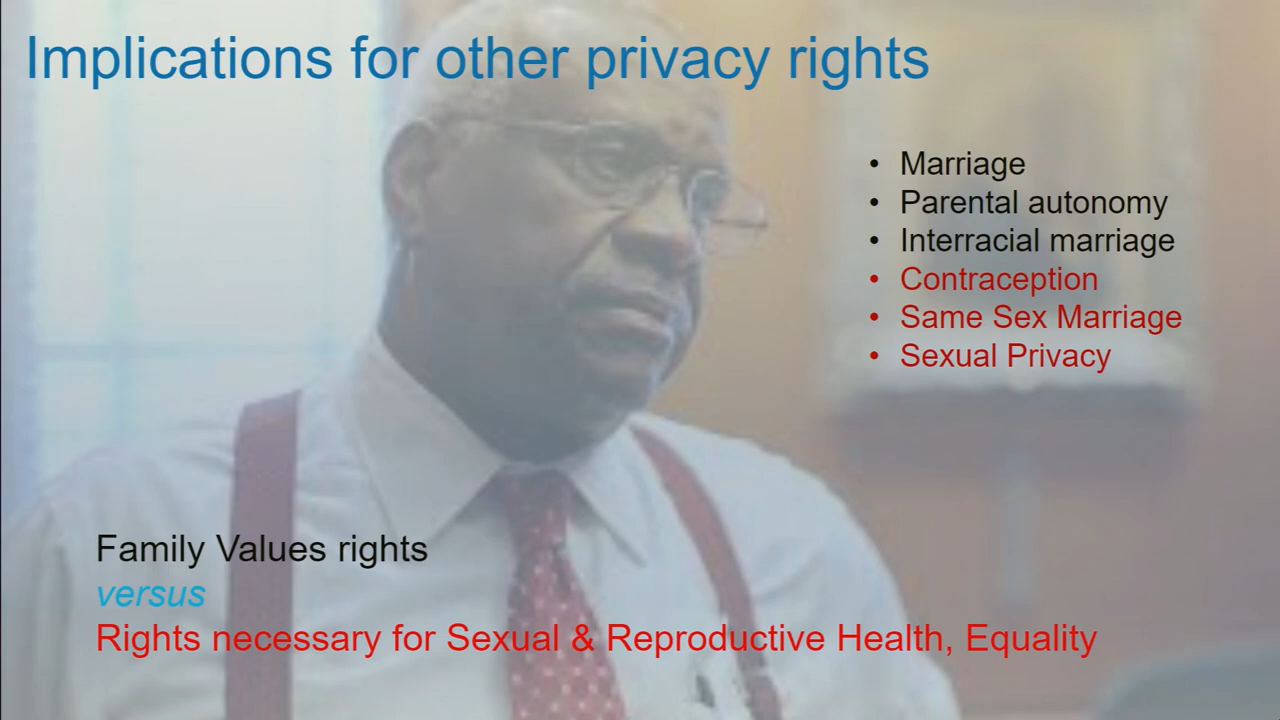 Implications for other privacy rights
• Marriage
• Parental autonomy
• Interracial marriage
• Contraception
• Same Sex Marriage
• Sexual Privacy
Family Values rights
versus
Rights necessary for Sexual & Reproductive Health, Equality